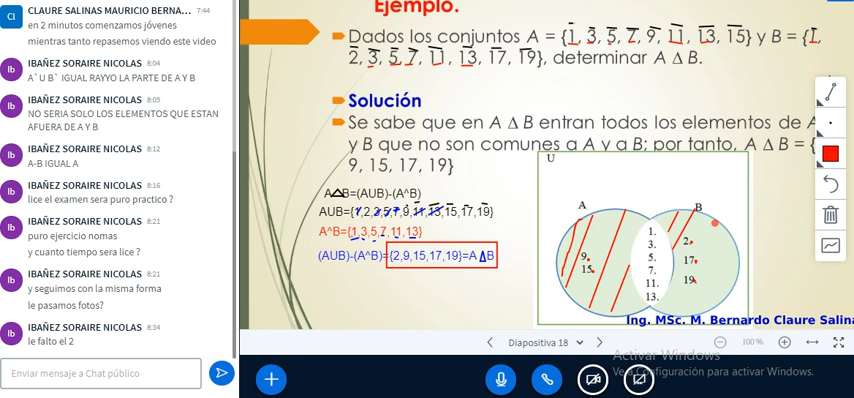 CI
CLAURE SAINAS MAURICIO BERNA... 7:44
en 2 minutos comenzamos jóvenes
mientras tanto repasemos viendo este video
Ib
IBAÑEZ SORAIRE NICOLAS 8:04
A`U B` IGUAL RAYYO LA PARTE DE A Y B
Ib
IBAÑEZ SORAIRE NICOLAS 8:05
NO SERIA SOLO LOS ELEMENTOS QUE ESTAN
AFUERA DE A Y B
Ib
IBAÑEZ SORAIRE NICOLAS 8:12
A-B IGUAL A
Ib
IBAÑEZ SORAIRE NICOLAS 8:16
lice el examen sera puro practico ?
Ib
IBAÑEZ SORAIRE NICOLAS 8:21
puro ejercicio nomas
y cuanto tiempo sera lice ?
Ib
IBAÑEZ SORAIRE NICOLAS 8:21
y seguimos con la misma forma
le pasamos fotos?
Ib
IBAÑEZ SORAIRE NICOLAS 8:34
le falto el 2
Enviar mensaje a Chat público
Ejemplo.
Dados los conjuntos A = {1, 3, 5, 7, 9, 11, 13, 15} y B = {1,
2, 3, 5, 7, 11, 13, 17, 19}, determinar A Δ B.
Solución
Se sabe que en A Δ B entran todos los elementos de A
y B que no son comunes a A y a B; por tanto, A Δ B = {
9, 15, 17, 19}
AΔB=(AUB)-(A^B)
AUB={1,2,3,5,7,9,11,13,15,17,19}
A^B={1,3,5,7,11,13}
(AUB)-(A^B)={2,9,15,17,19}=A Δ B
U
A
B
9.
15.
1.
3.
5.
7.
11.
13.
2.
17.
19.
Ing. MSc. M. Bernardo Claure Salina
Diapositiva 18
100 %
Activar Windows
Ve a Configuración para activar Windows.